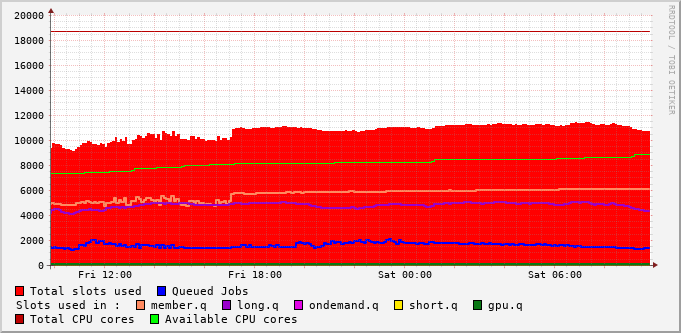 RRDTOOL / TOBI OETIKER
20000
18000
16000
14000
12000
10000
8000
6000
4000
2000
0
Fri 12:00 Fri 18:00 Sat 00:00 Sat 06:00
Total slots used Queued Jobs
Slots used in : member.q long.q ondemand.q short.q gpu.q
Total CPU cores Available CPU cores